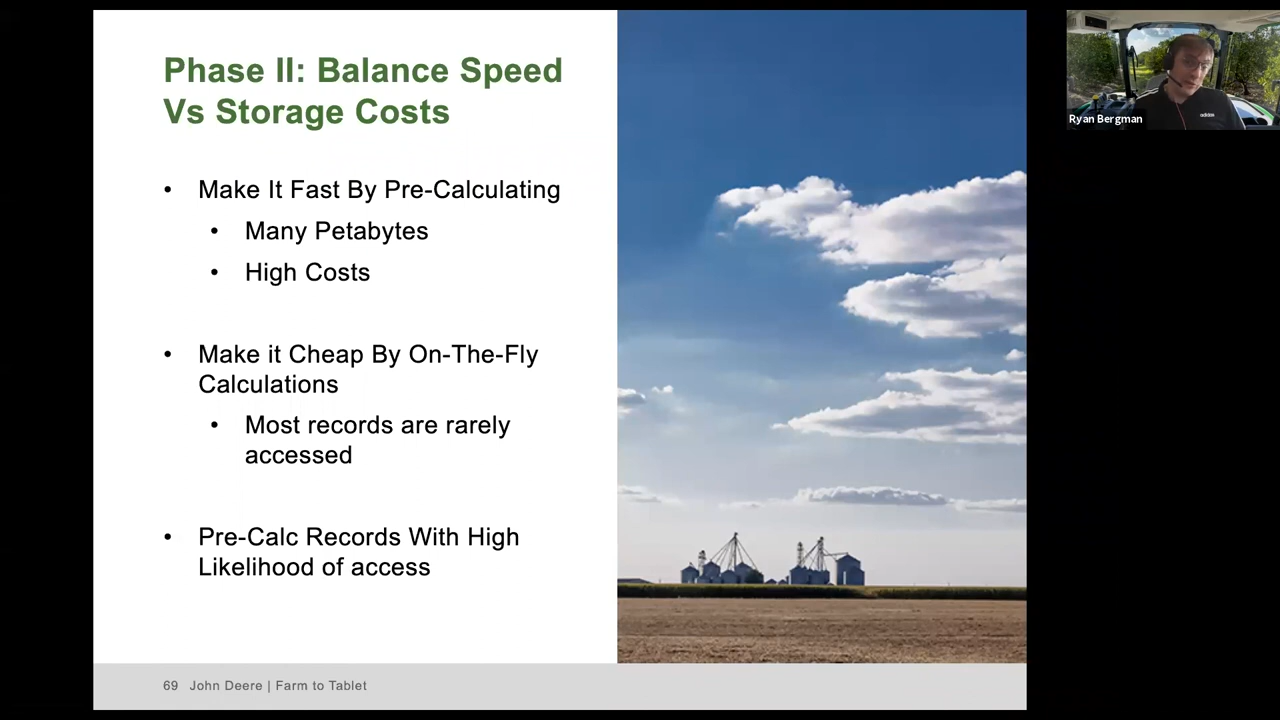 Phase II: Balance Speed
Vs Storage Costs
• Make It Fast By Pre-Calculating
• Many Petabytes
• High Costs
• Make it Cheap By On-The-Fly
Calculations
• Most records are rarely
accessed
• Pre-Calc Records With High
Likelihood of access
69 John Deere | Farm to Tablet
Ryan Bergman
adidas